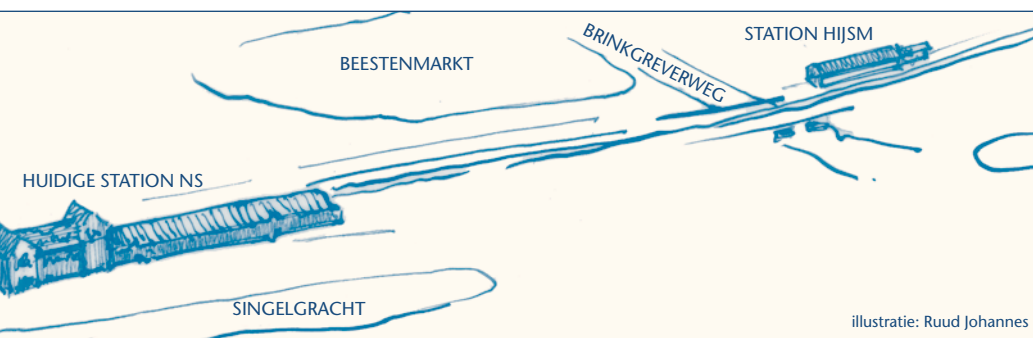 STATION HIJSM
BRINKGREVERWEG
BEESTENMARKT
HUIDIGE STATION NS
SINGELGRACHT
illustratie: Ruud Johannes